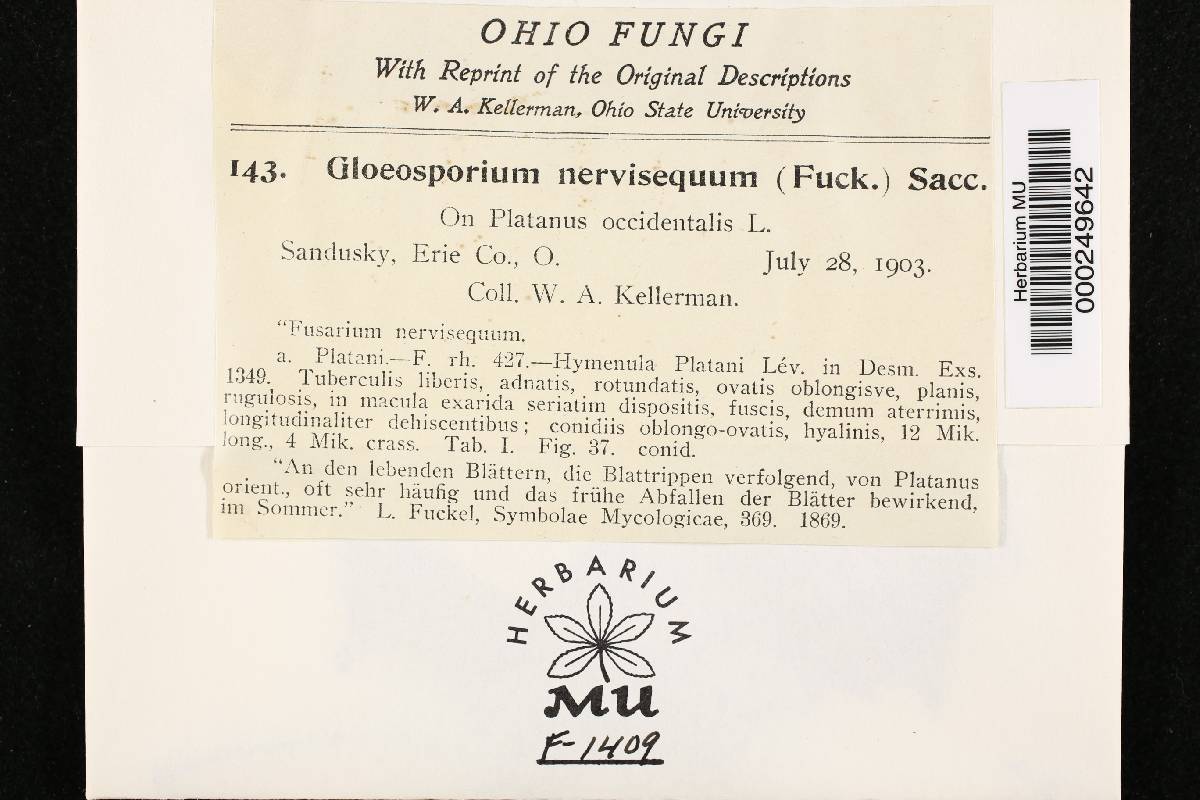 OHIO FUNGI
With Reprint of the Original Descriptions
W. A. Kellerman, Ohio State University
143. Gloeosporium nervisequum (Fuck.) Sacc.
On Platanus occidentalis L.
Sandusky, Erie Co., O. July 28, 1903.
Coll. W. A. Kellerman.
“Fusarium nervisequum.
a. Platani.—F. rh. 427.—Hymenula Platani Lév. in Desm. Exs.
1349. Tuberculis liberis, adnatis, rotundatis, ovatis oblongisve, planis,
rugulosis, in macula exarida seriatim dispositis, fuscis, demum aterrimis,
longitudinaliter dehiscentibus; conidiis oblongo-ovatis, hyalinis, 12 Mik.
long., 4 Mik. crass. Tab. I. Fig. 37. conid.
“An den lebenden Blättern, die Blattrippen verfolgend, von Platanus
orient., oft sehr häufig und das frühe Abfallen der Blätter bewirkend,
im Sommer.” L. Fuckel, Symbolae Mycologicae, 369. 1869.
Herbarium MU
000249642
HERBARIUM
MU
F-1409